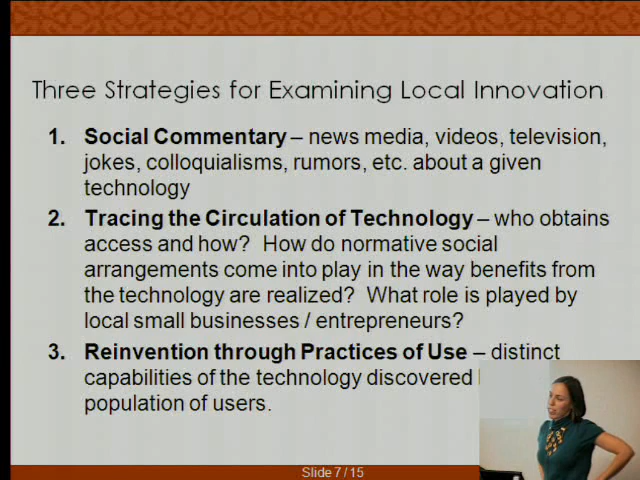 Three Strategies for Examining Local Innovation
1. Social Commentary – news media, videos, television,
jokes, colloquialisms, rumors, etc. about a given
technology
2. Tracing the Circulation of Technology – who obtains
access and how? How do normative social
arrangements come into play in the way benefits from
the technology are realized? What role is played by
local small businesses / entrepreneurs?
3. Reinvention through Practices of Use – distinct
capabilities of the technology discovered
population of users.
Slide 7 / 15